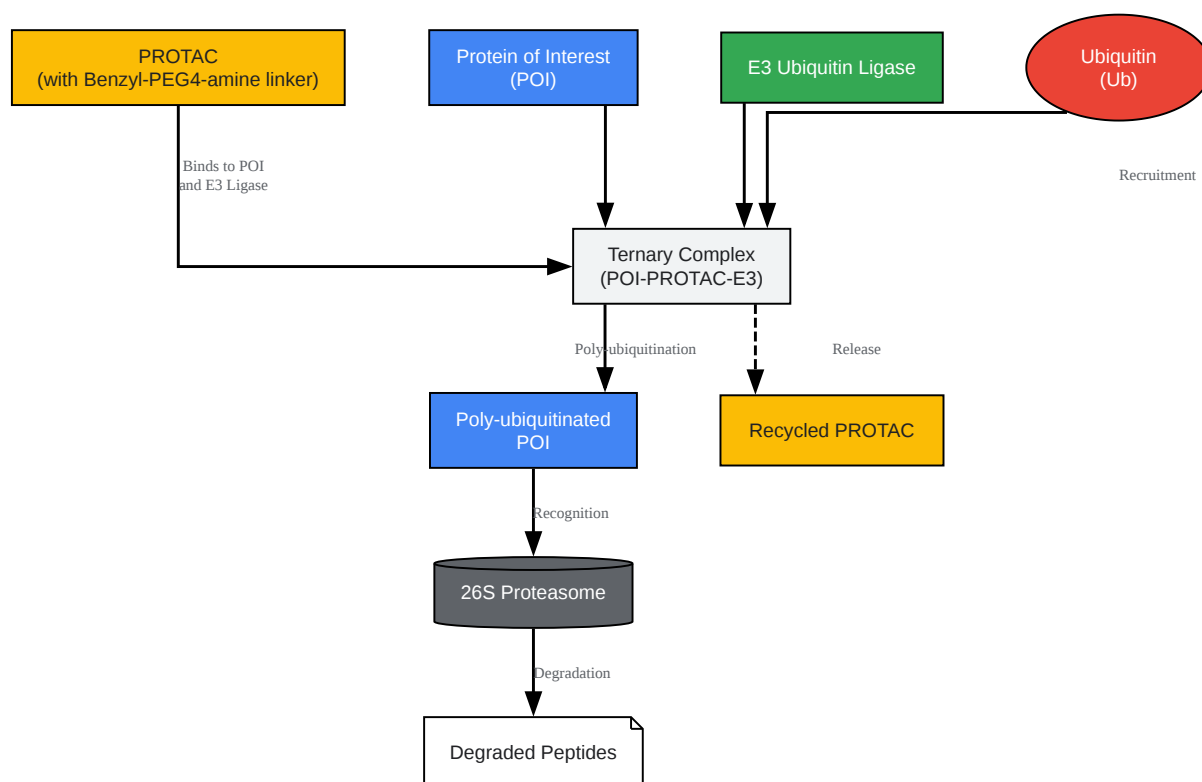 PROTAC
(with Benzyl-PEG4-amine linker)
Protein of Interest
(POI)
E3 Ubiquitin Ligase
Ubiquitin
(Ub)
Binds to POI
and E3 Ligase
Recruitment
Ternary Complex
(POI-PROTAC-E3)
Poly-ubiquitination
Release
Poly-ubiquitinated
POI
Recycled PROTAC
Recognition
26S Proteasome
Degradation
Degraded Peptides